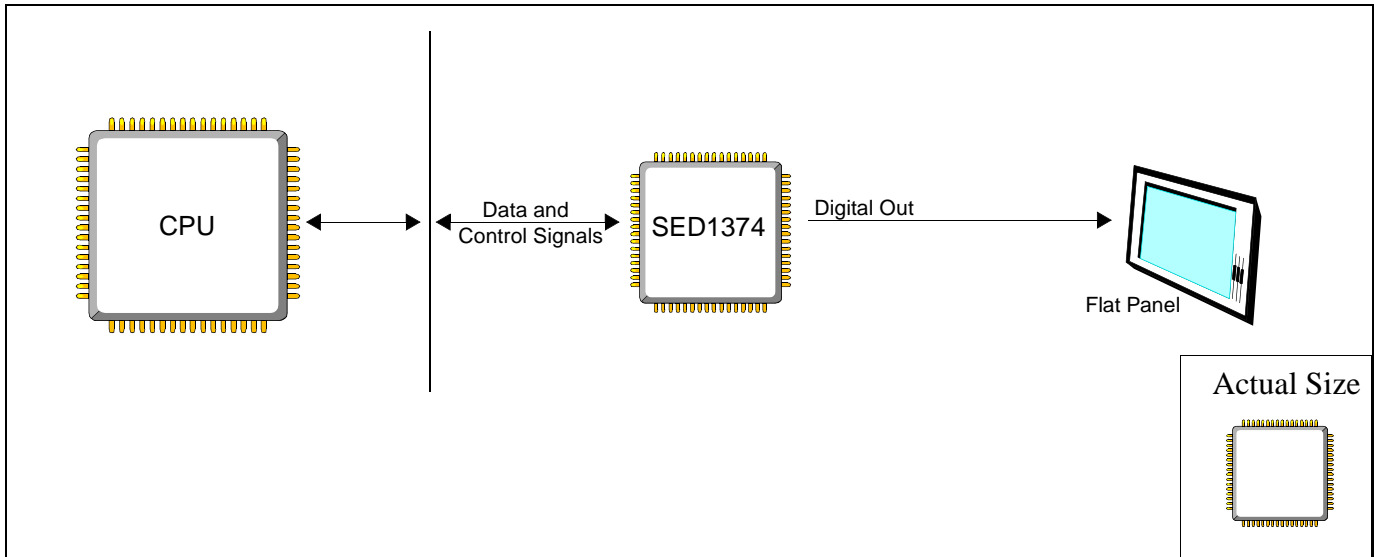 CPU
Data and
Control Signals
SED1374
Digital Out
Flat Panel
Actual Size